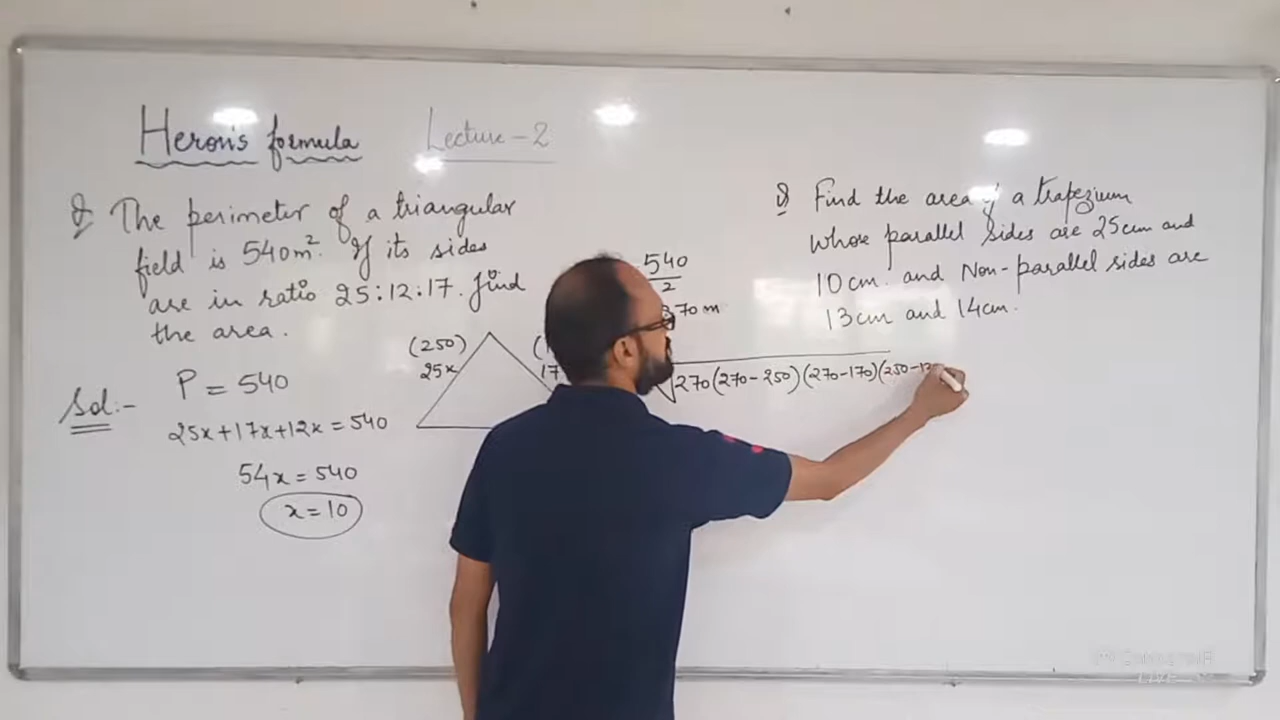 Heron's formula Lecture-2
Q The perimeter of a triangular
field is 540m². If its sides
are in ratio 25:12:17. find
the area.
Sol:- P = 540
25x+17x+12x = 540
54x = 540
x = 10
(250)
25x
(1
17
540
2
370 m
√270(270-250)(270-170)(250-12
Q Find the area of a trapezium
whose parallel sides are 25cm and
10cm. and Non-parallel sides are
13cm and 14cm.
LIVE